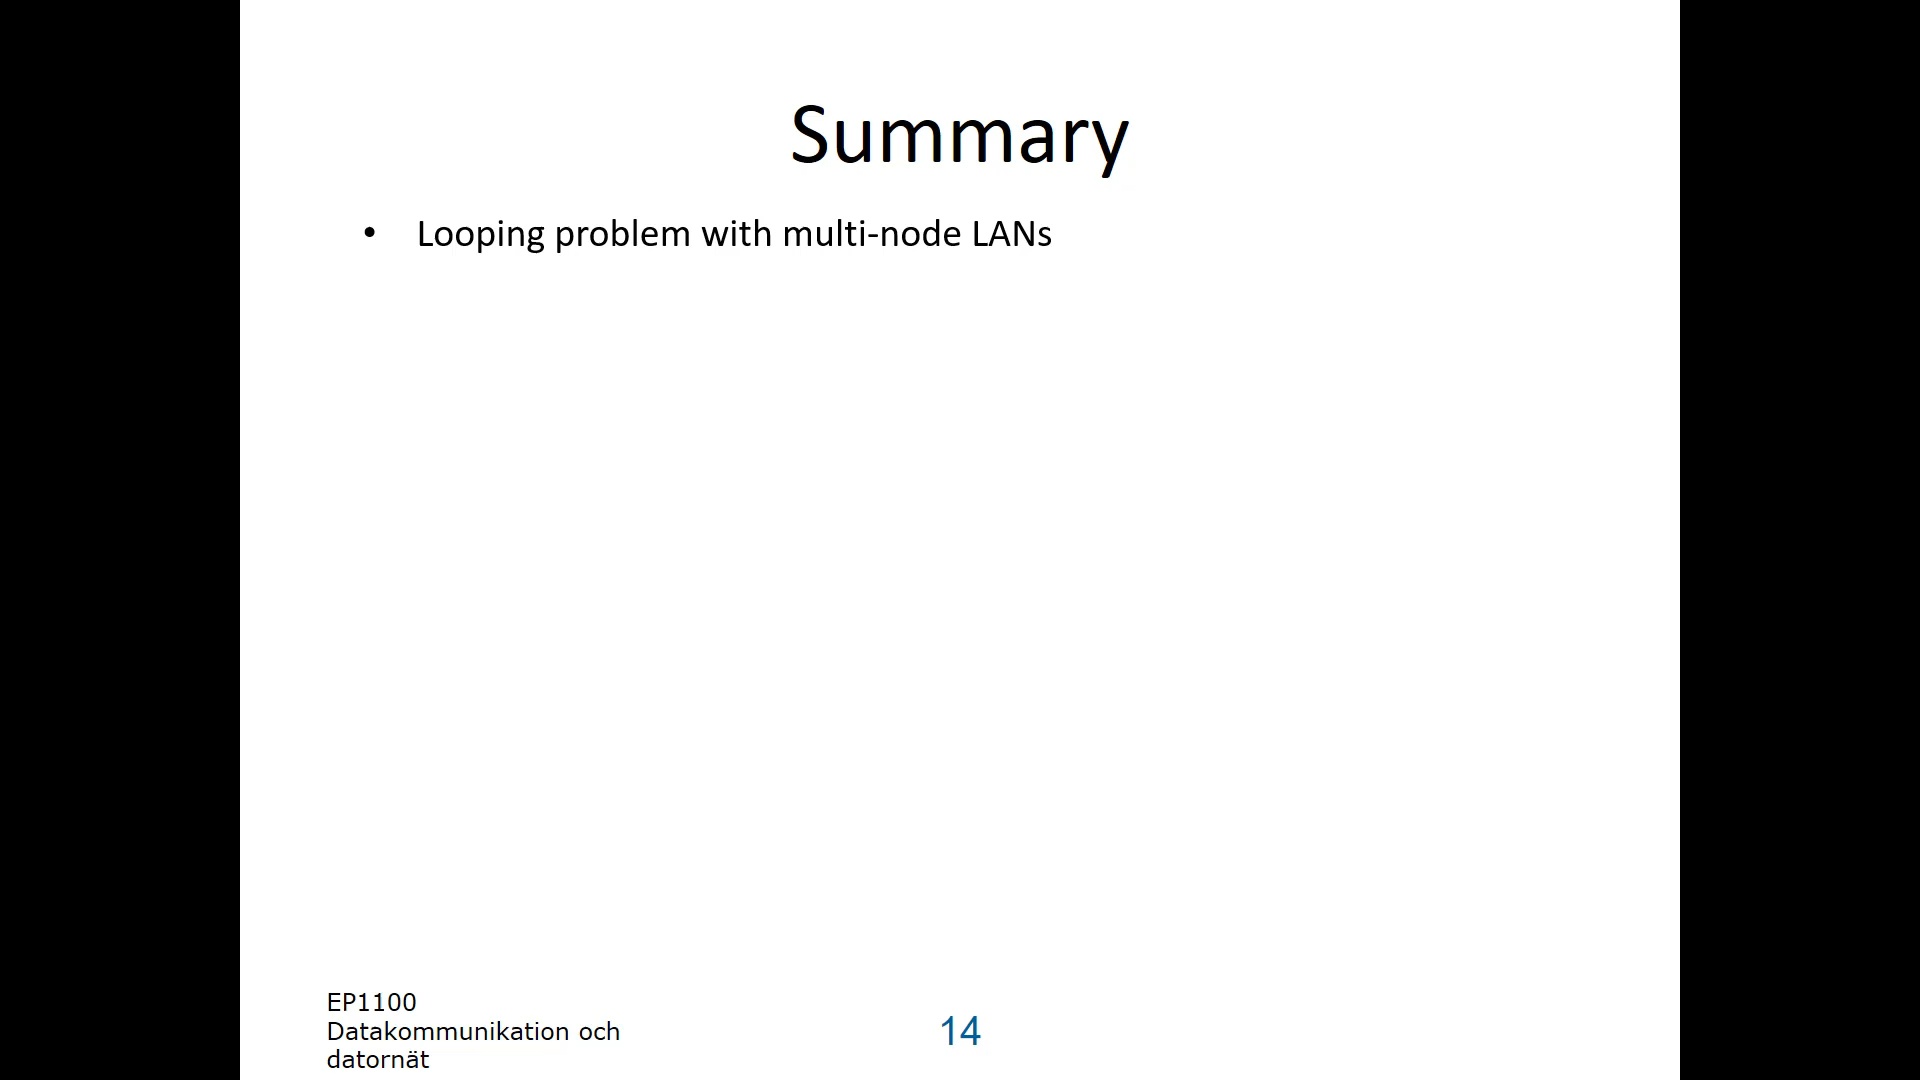 Summary
• Looping problem with multi-node LANs
EP1100
Datakommunikation och
datornät
14